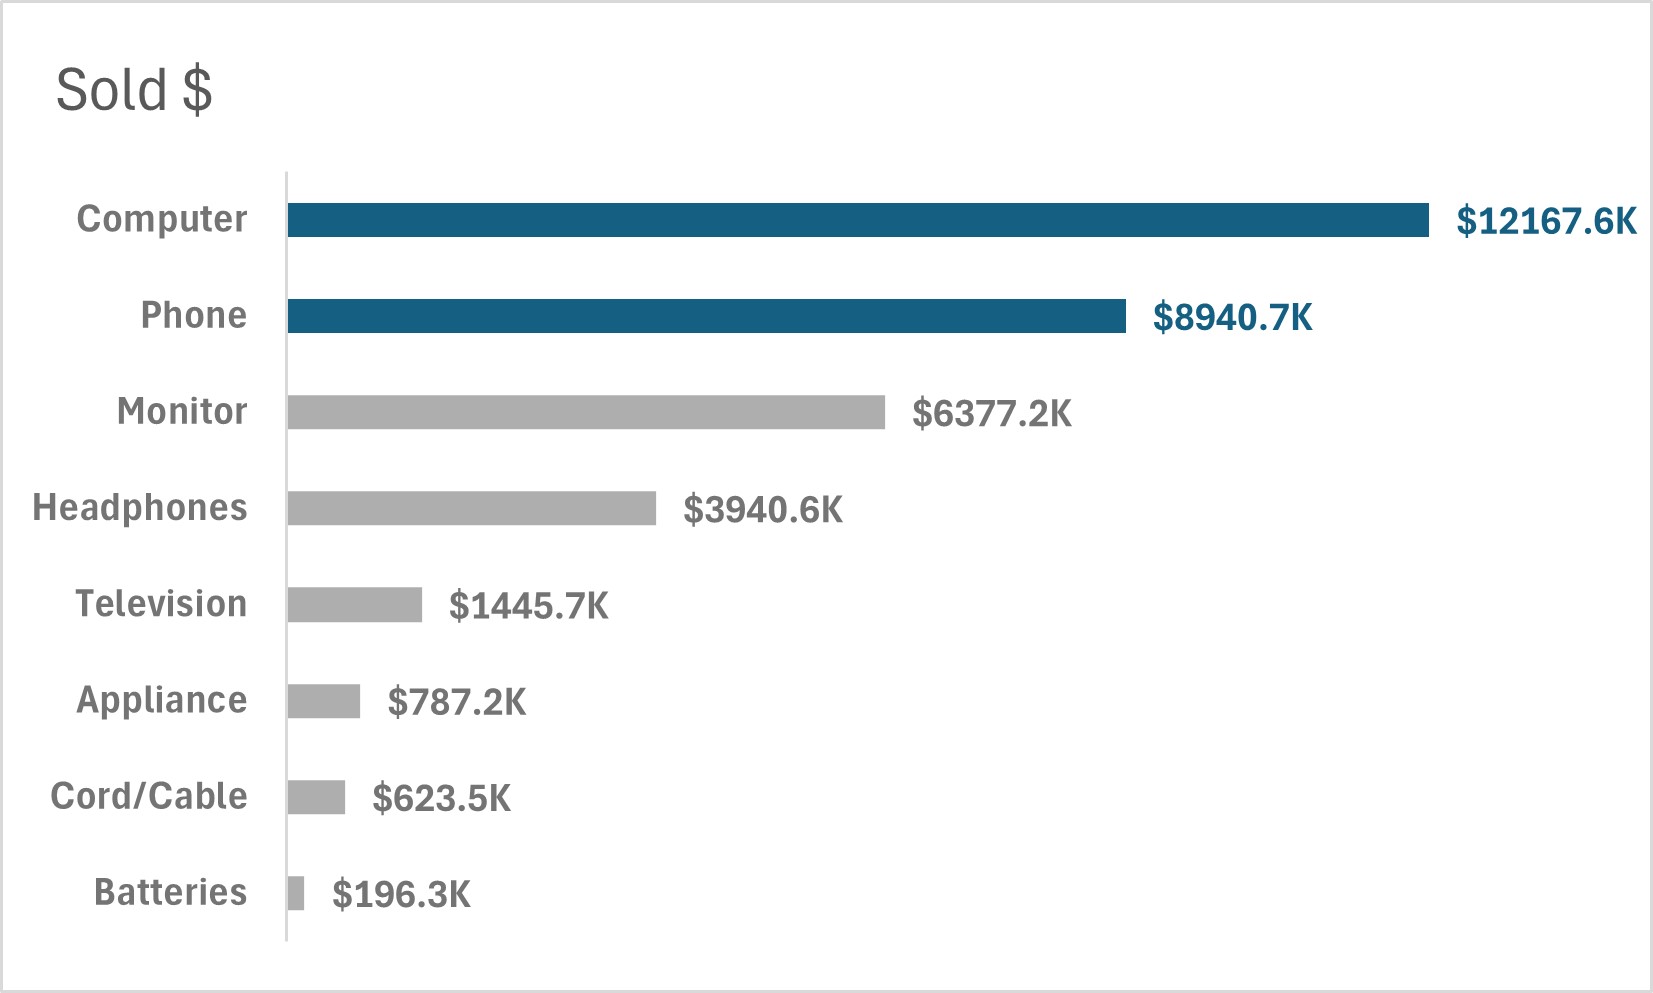 Sold $
Computer $12167.6K
Phone $8940.7K
Monitor $6377.2K
Headphones $3940.6K
Television $1445.7K
Appliance $787.2K
Cord/Cable $623.5K
Batteries $196.3K